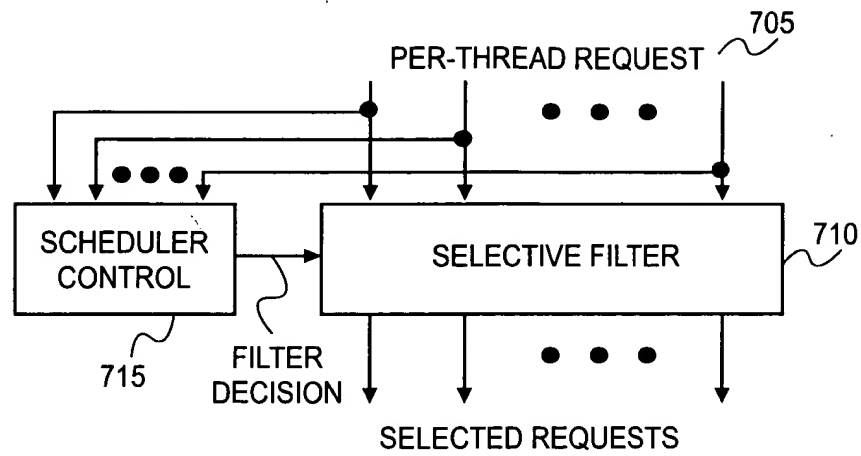 PER-THREAD REQUEST
705
SCHEDULER
CONTROL
SELECTIVE FILTER
710
715
FILTER
DECISION
SELECTED REQUESTS